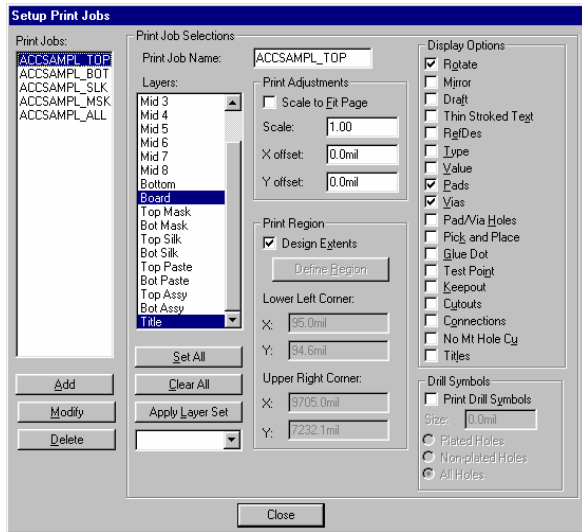 Setup Print Jobs
Print Jobs:
ACCSAMPL_TOP
ACCSAMPL_BOT
ACCSAMPL_SLK
ACCSAMPL_MSK
ACCSAMPL_ALL
Add
Modify
Delete
Print Job Selections
Print Job Name:
ACCSAMPL_TOP
Layers:
Mid 3
Mid 4
Mid 5
Mid 6
Mid 7
Mid 8
Bottom
Board
Top Mask
Bot Mask
Top Silk
Bot Silk
Top Paste
Bot Paste
Top Assy
Bot Assy
Title
Set All
Clear All
Apply Layer Set
Print Adjustments
Scale to Fit Page
Scale: 1.00
X offset: 0.0mil
Y offset: 0.0mil
Print Region
Design Extents
Define Region
Lower Left Corner:
X: 95.0mil
Y: 94.6mil
Upper Right Corner:
X: 9705.0mil
Y: 7232.1mil
Display Options
Rotate
Mirror
Draft
Thin Stroked Text
RefDes
Type
Value
Pads
Vias
Pad/Via Holes
Pick and Place
Glue Dot
Test Point
Keepout
Cutouts
Connections
No Mt Hole Cu
Titles
Drill Symbols
Print Drill Symbols
Size: 0.0mil
Plated Holes
Non-plated Holes
All Holes
Close